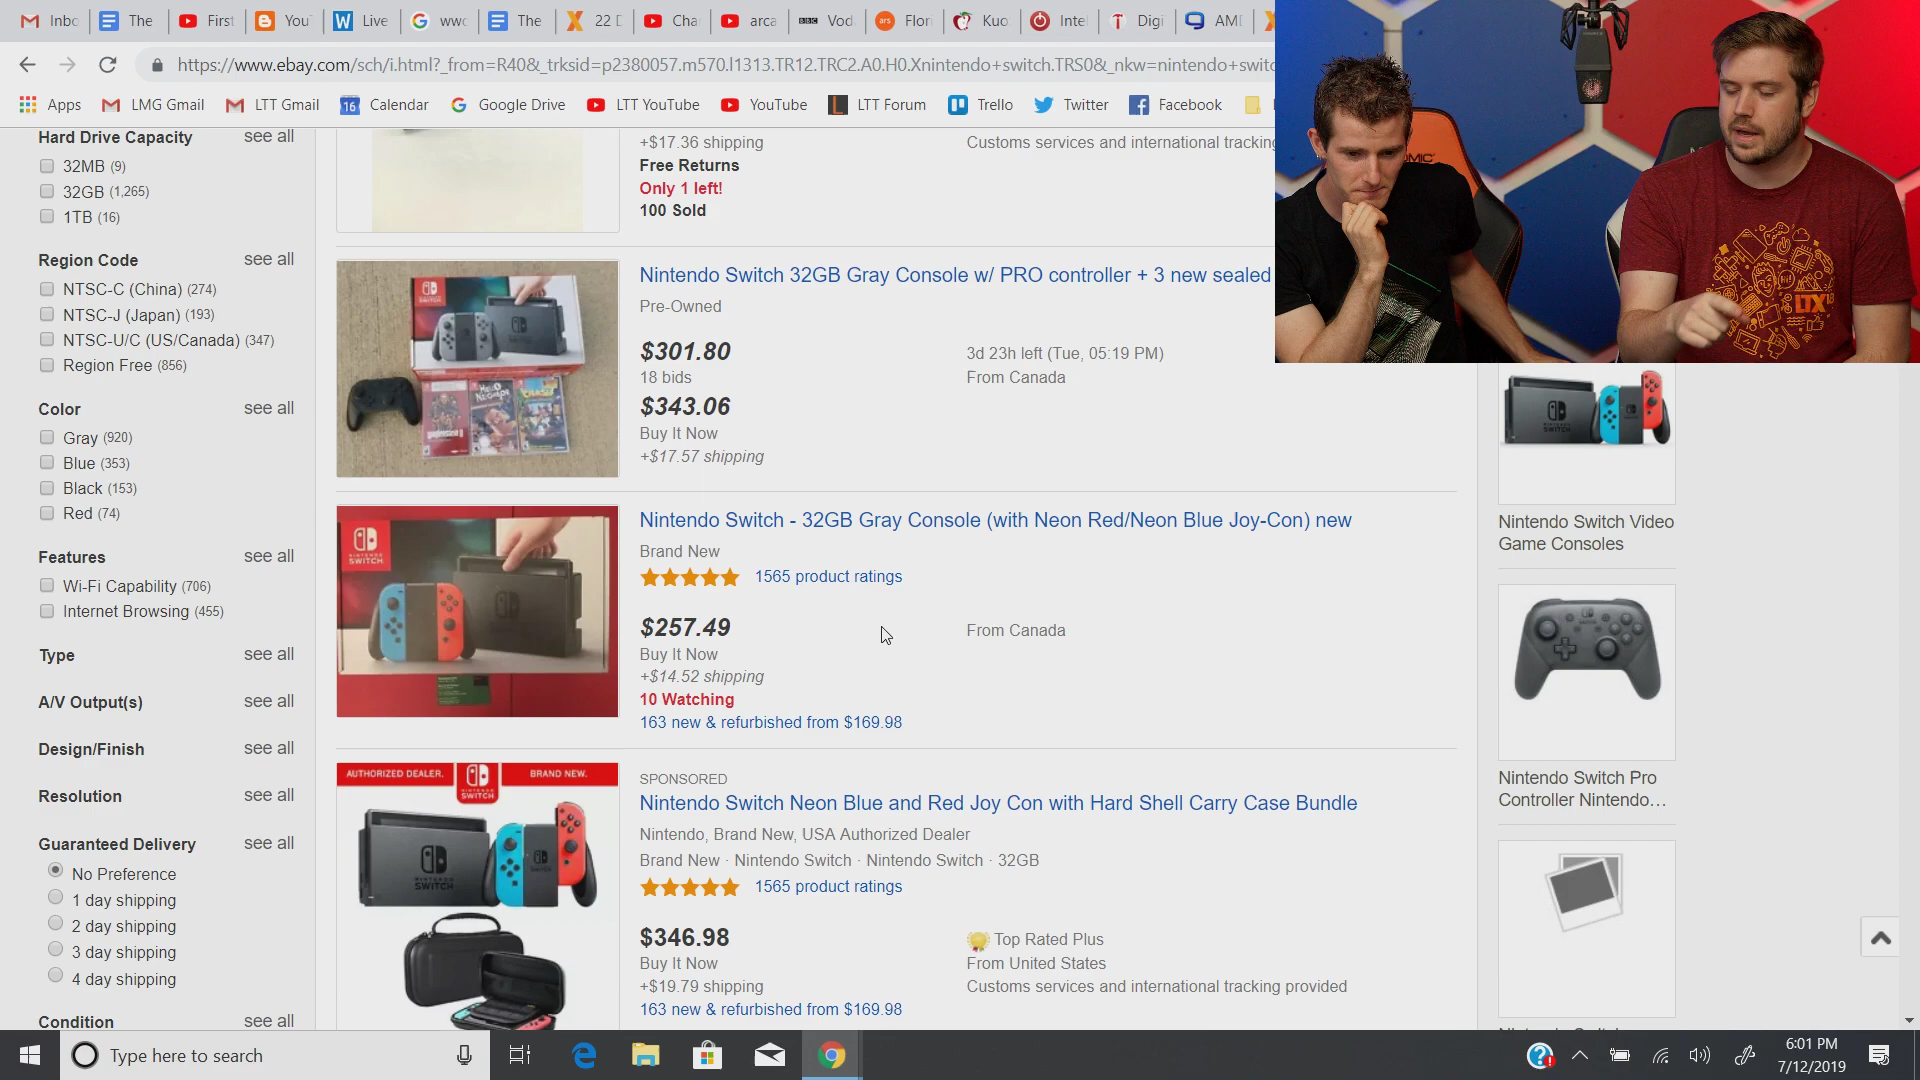 Inbo
The
First
You
Live
wwc
The
22 D
Cha
arca
BBC
Vod
ars
Flor
Kuo
Inte
Digi
AMD
https://www.ebay.com/sch/i.html?_from=R40&_trksid=p2380057.m570.l1313.TR12.TRC2.A0.H0.Xnintendo+switch.TRS0&_nkw=nintendo+switc
Apps
LMG Gmail
LTT Gmail
16
Calendar
Google Drive
LTT YouTube
YouTube
LTT Forum
Trello
Twitter
Facebook
Hard Drive Capacity see all
32MB (9)
32GB (1,265)
1TB (16)
Region Code see all
NTSC-C (China) (274)
NTSC-J (Japan) (193)
NTSC-U/C (US/Canada) (347)
Region Free (856)
Color see all
Gray (920)
Blue (353)
Black (153)
Red (74)
Features see all
Wi-Fi Capability (706)
Internet Browsing (455)
Type see all
A/V Output(s) see all
Design/Finish see all
Resolution see all
Guaranteed Delivery see all
No Preference
1 day shipping
2 day shipping
3 day shipping
4 day shipping
Condition see all
+$17.36 shipping
Customs services and international tracking
Free Returns
Only 1 left!
100 Sold
Nintendo Switch 32GB Gray Console w/ PRO controller + 3 new sealed
Pre-Owned
$301.80
3d 23h left (Tue, 05:19 PM)
18 bids
From Canada
$343.06
Buy It Now
+$17.57 shipping
NINTENDO
SWITCH
Nintendo Switch - 32GB Gray Console (with Neon Red/Neon Blue Joy-Con) new
Brand New
1565 product ratings
$257.49
From Canada
Buy It Now
+$14.52 shipping
10 Watching
163 new & refurbished from $169.98
AUTHORIZED DEALER.
NINTENDO
SWITCH
BRAND NEW.
NINTENDO
SWITCH
SPONSORED
Nintendo Switch Neon Blue and Red Joy Con with Hard Shell Carry Case Bundle
Nintendo, Brand New, USA Authorized Dealer
Brand New · Nintendo Switch · Nintendo Switch · 32GB
1565 product ratings
$346.98
Top Rated Plus
Buy It Now
From United States
+$19.79 shipping
Customs services and international tracking provided
163 new & refurbished from $169.98
LTX
Nintendo Switch Video
Game Consoles
Nintendo Switch Pro
Controller Nintendo…
Type here to search
6:01 PM
7/12/2019